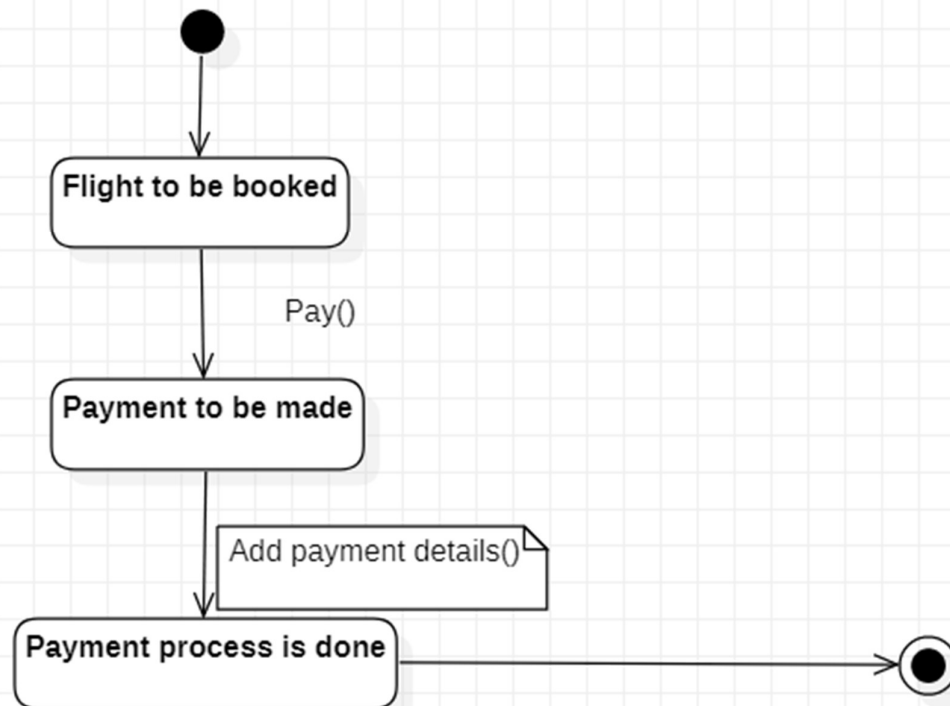 Flight to be booked
Pay()
Payment to be made
Add payment details()
Payment process is done